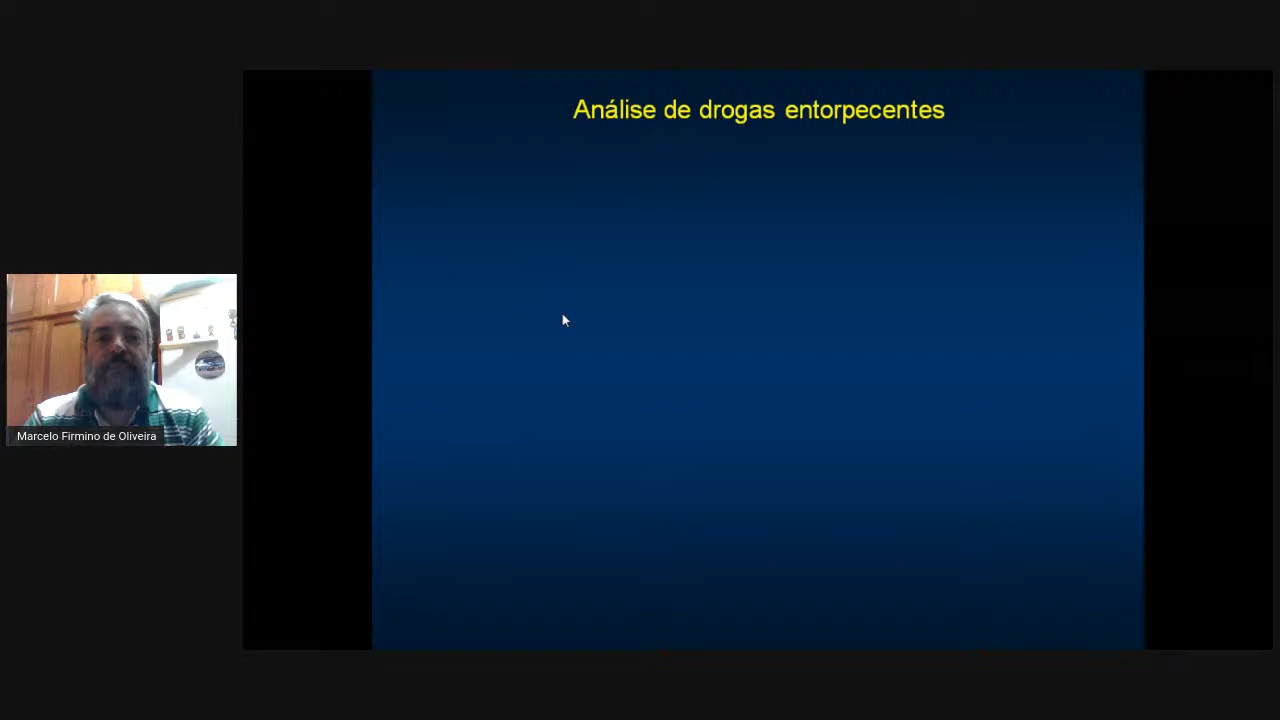 Análise de drogas entorpecentes
Marcelo Firmino de Oliveira